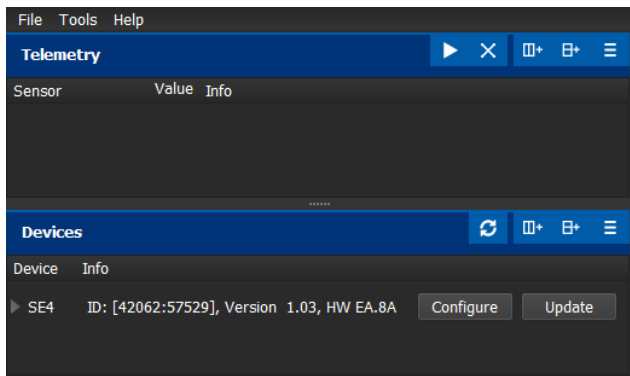 File Tools Help
Telemetry
Sensor Value Info
Devices
Device Info
SE4 ID: [42062:57529], Version 1.03, HW EA.8A Configure Update